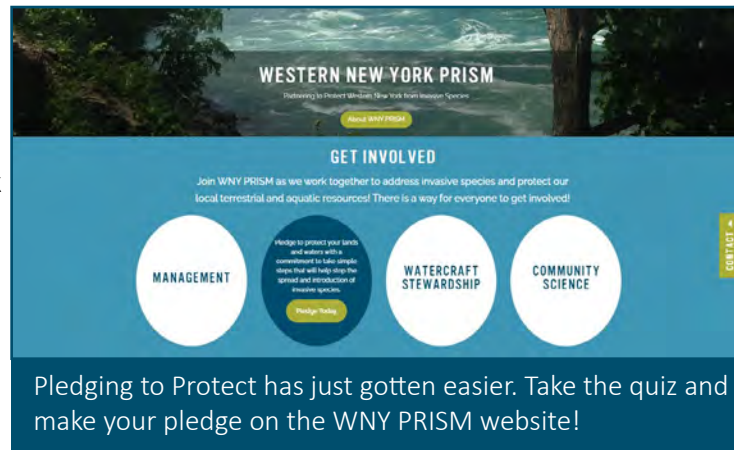 WESTERN NEW YORK PRISM
Partnering to Protect Western New York from Invasive Species
About WNY PRISM
GET INVOLVED
Join WNY PRISM as we work together to address invasive species and protect our
local terrestrial and aquatic resources! There is a way for everyone to get involved!
MANAGEMENT
Pledge to protect your lands
and waters with a
commitment to take simple
steps that will help stop the
spread and introduction of
invasive species.
Pledge Today
WATERCRAFT
STEWARDSHIP
COMMUNITY
SCIENCE
CONTACT
Pledging to Protect has just gotten easier. Take the quiz and
make your pledge on the WNY PRISM website!